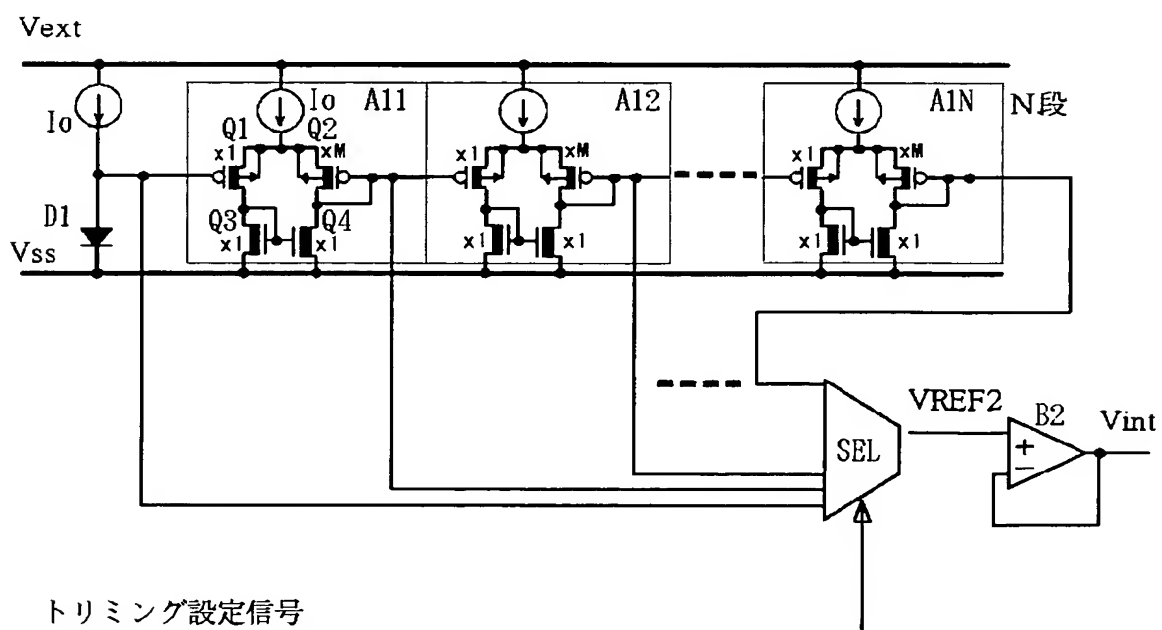 Vext
Io
A11
Io
Q1
Q2
x1
xM
Q3
Q4
x1
x1
A12
x1
xM
x1
x1
A1N
N段
x1
xM
x1
x1
D1
Vss
VREF2
B2
Vint
SEL
+
−
トリミング設定信号